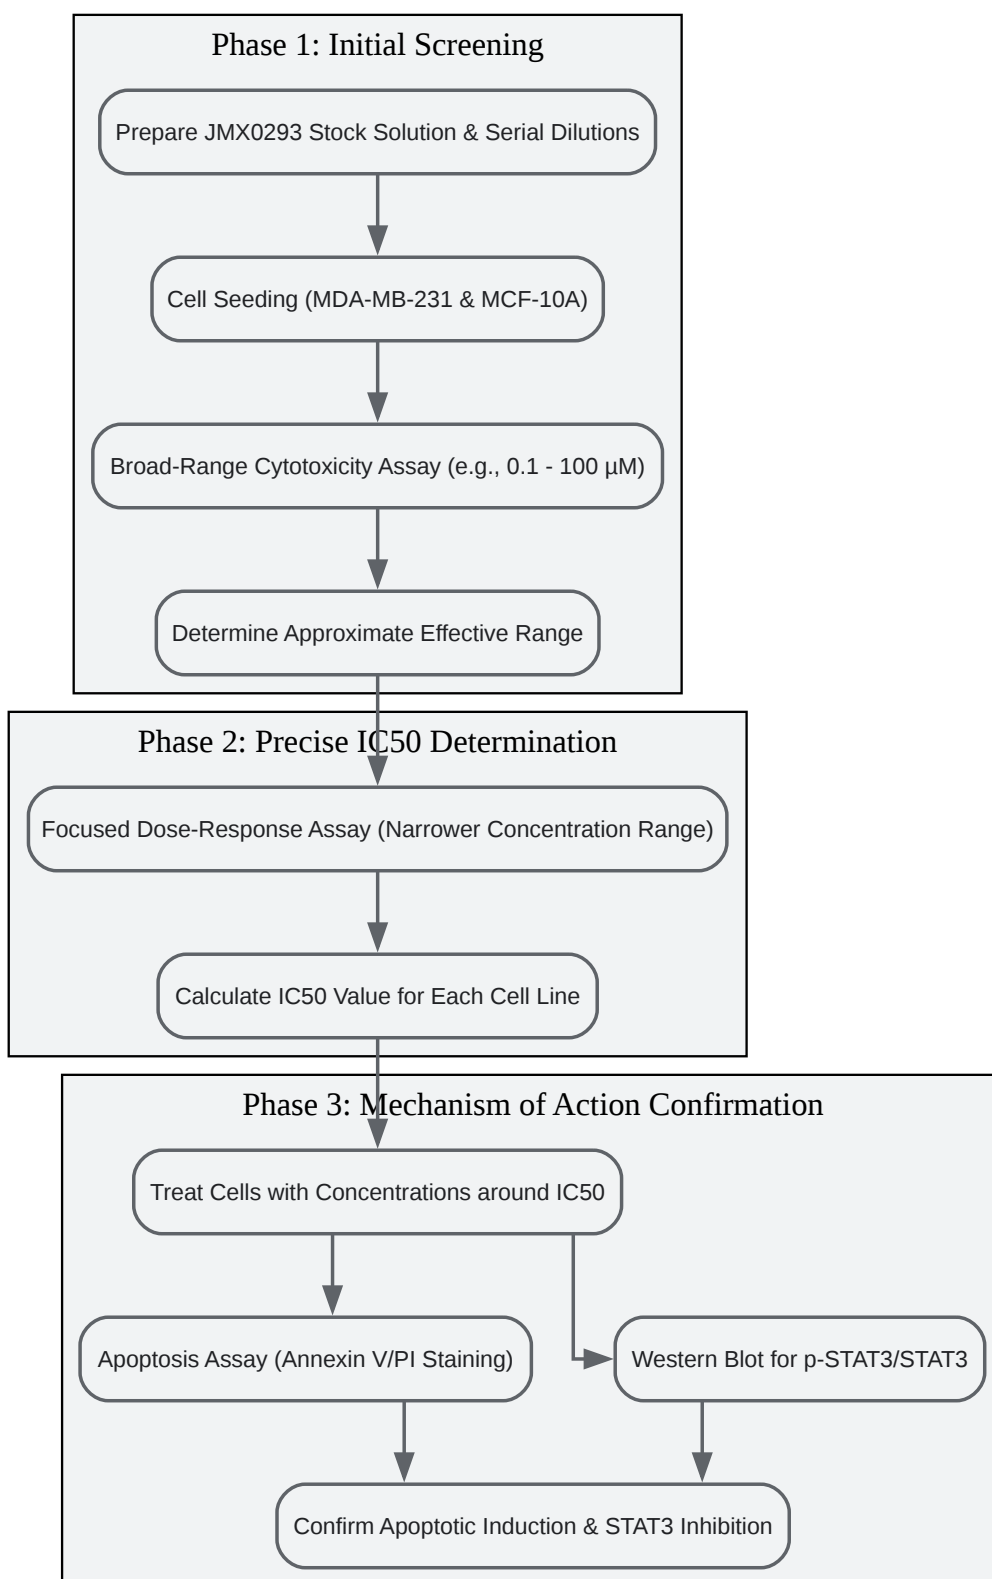 Phase 1: Initial Screening
Prepare JMX0293 Stock Solution & Serial Dilutions
Cell Seeding (MDA-MB-231 & MCF-10A)
Broad-Range Cytotoxicity Assay (e.g., 0.1 - 100 µM)
Determine Approximate Effective Range
Phase 2: Precise IC50 Determination
Focused Dose-Response Assay (Narrower Concentration Range)
Calculate IC50 Value for Each Cell Line
Phase 3: Mechanism of Action Confirmation
Treat Cells with Concentrations around IC50
Apoptosis Assay (Annexin V/PI Staining)
Western Blot for p-STAT3/STAT3
Confirm Apoptotic Induction & STAT3 Inhibition